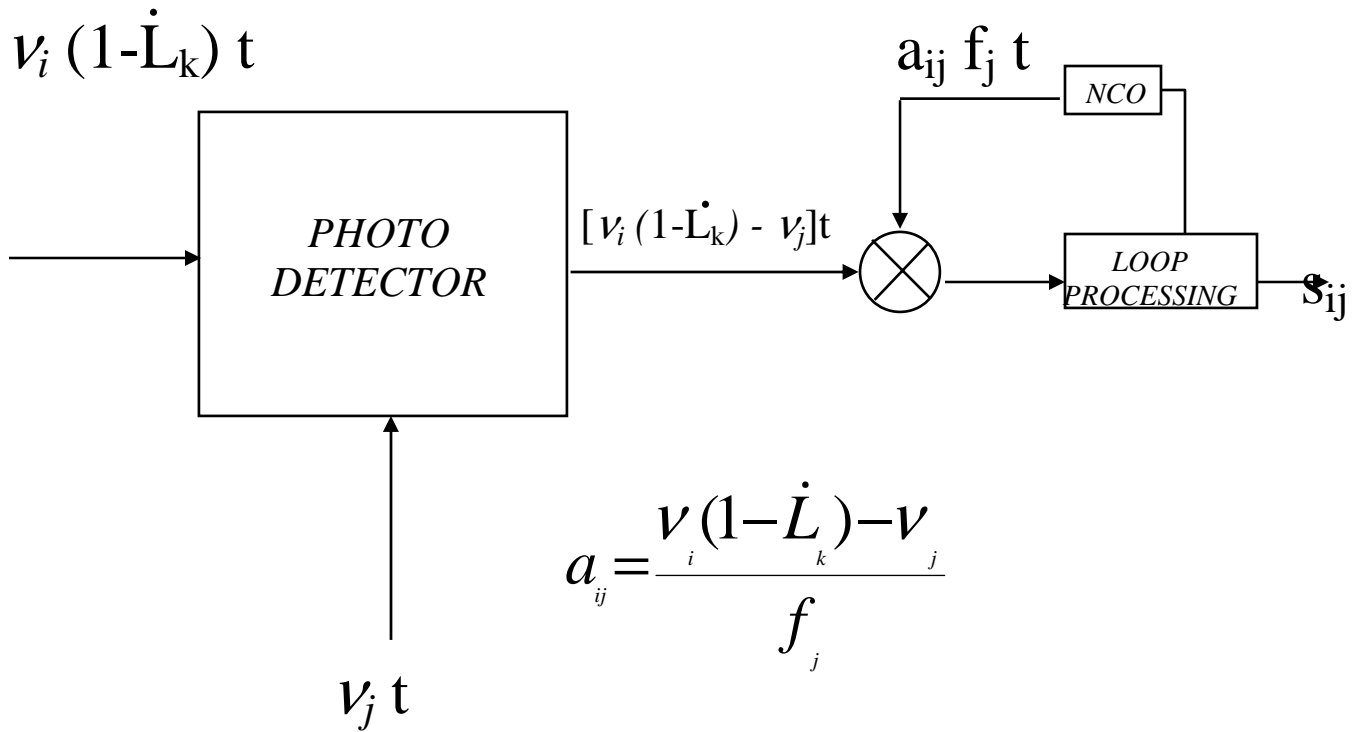 νᵢ (1-L̇ₖ) t
aᵢⱼ fⱼ t
NCO
PHOTO
DETECTOR
[νᵢ (1-L̇ₖ) - νⱼ]t
LOOP
PROCESSING
sᵢⱼ
aᵢⱼ = (νᵢ(1−L̇ₖ)−νⱼ) / fⱼ
νⱼ t